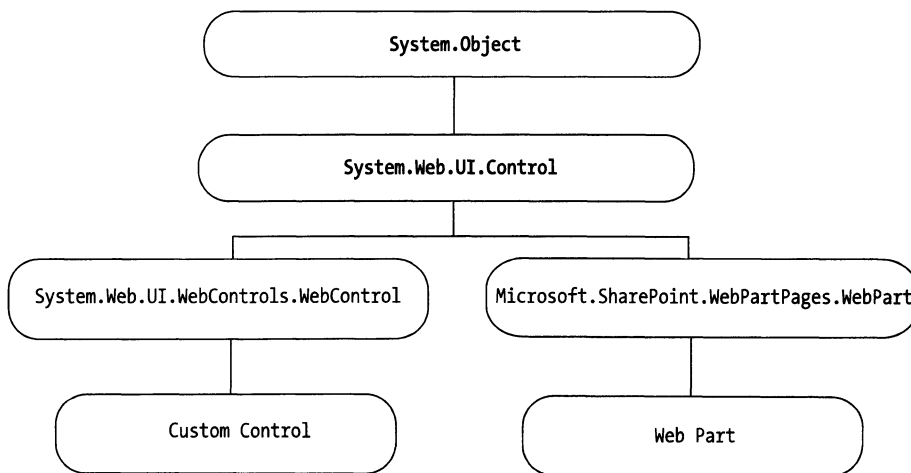 System.Object
System.Web.UI.Control
System.Web.UI.WebControls.WebControl
Microsoft.SharePoint.WebPartPages.WebPart
Custom Control
Web Part